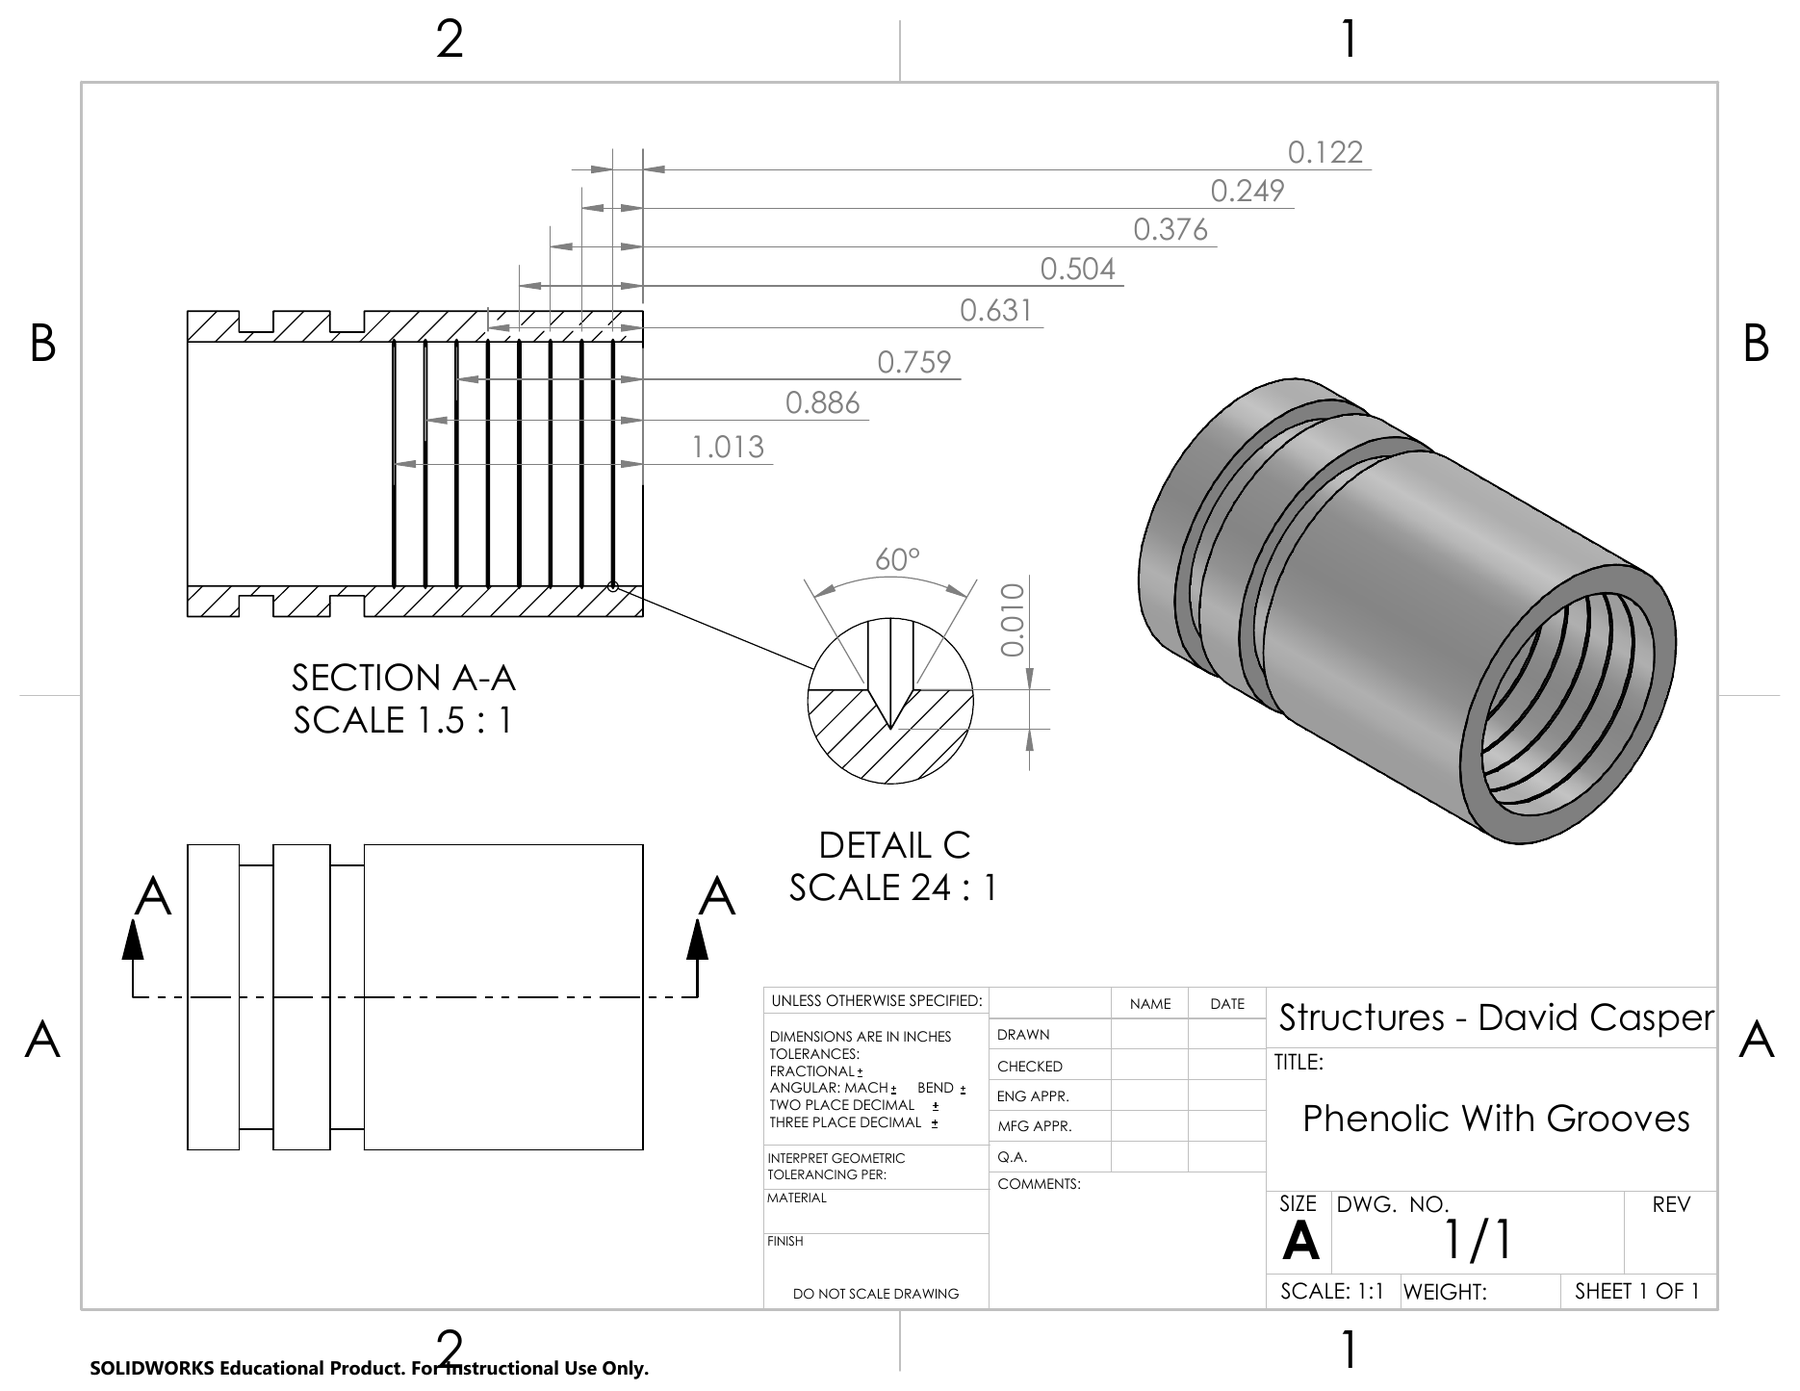 2
1
B
B
A
A
0.122
0.249
0.376
0.504
0.631
0.759
0.886
1.013
SECTION A-A
SCALE 1.5 : 1
60°
0.010
DETAIL C
SCALE 24 : 1
A
A
UNLESS OTHERWISE SPECIFIED:
DIMENSIONS ARE IN INCHES
TOLERANCES:
FRACTIONAL ±
ANGULAR: MACH ± BEND ±
TWO PLACE DECIMAL ±
THREE PLACE DECIMAL ±
INTERPRET GEOMETRIC
TOLERANCING PER:
MATERIAL
FINISH
DO NOT SCALE DRAWING
NAME DATE
DRAWN
CHECKED
ENG APPR.
MFG APPR.
Q.A.
COMMENTS:
Structures - David Casper
TITLE:
Phenolic With Grooves
SIZE DWG. NO. REV
A 1/1
SCALE: 1:1 WEIGHT: SHEET 1 OF 1
2
1
SOLIDWORKS Educational Product. For Instructional Use Only.